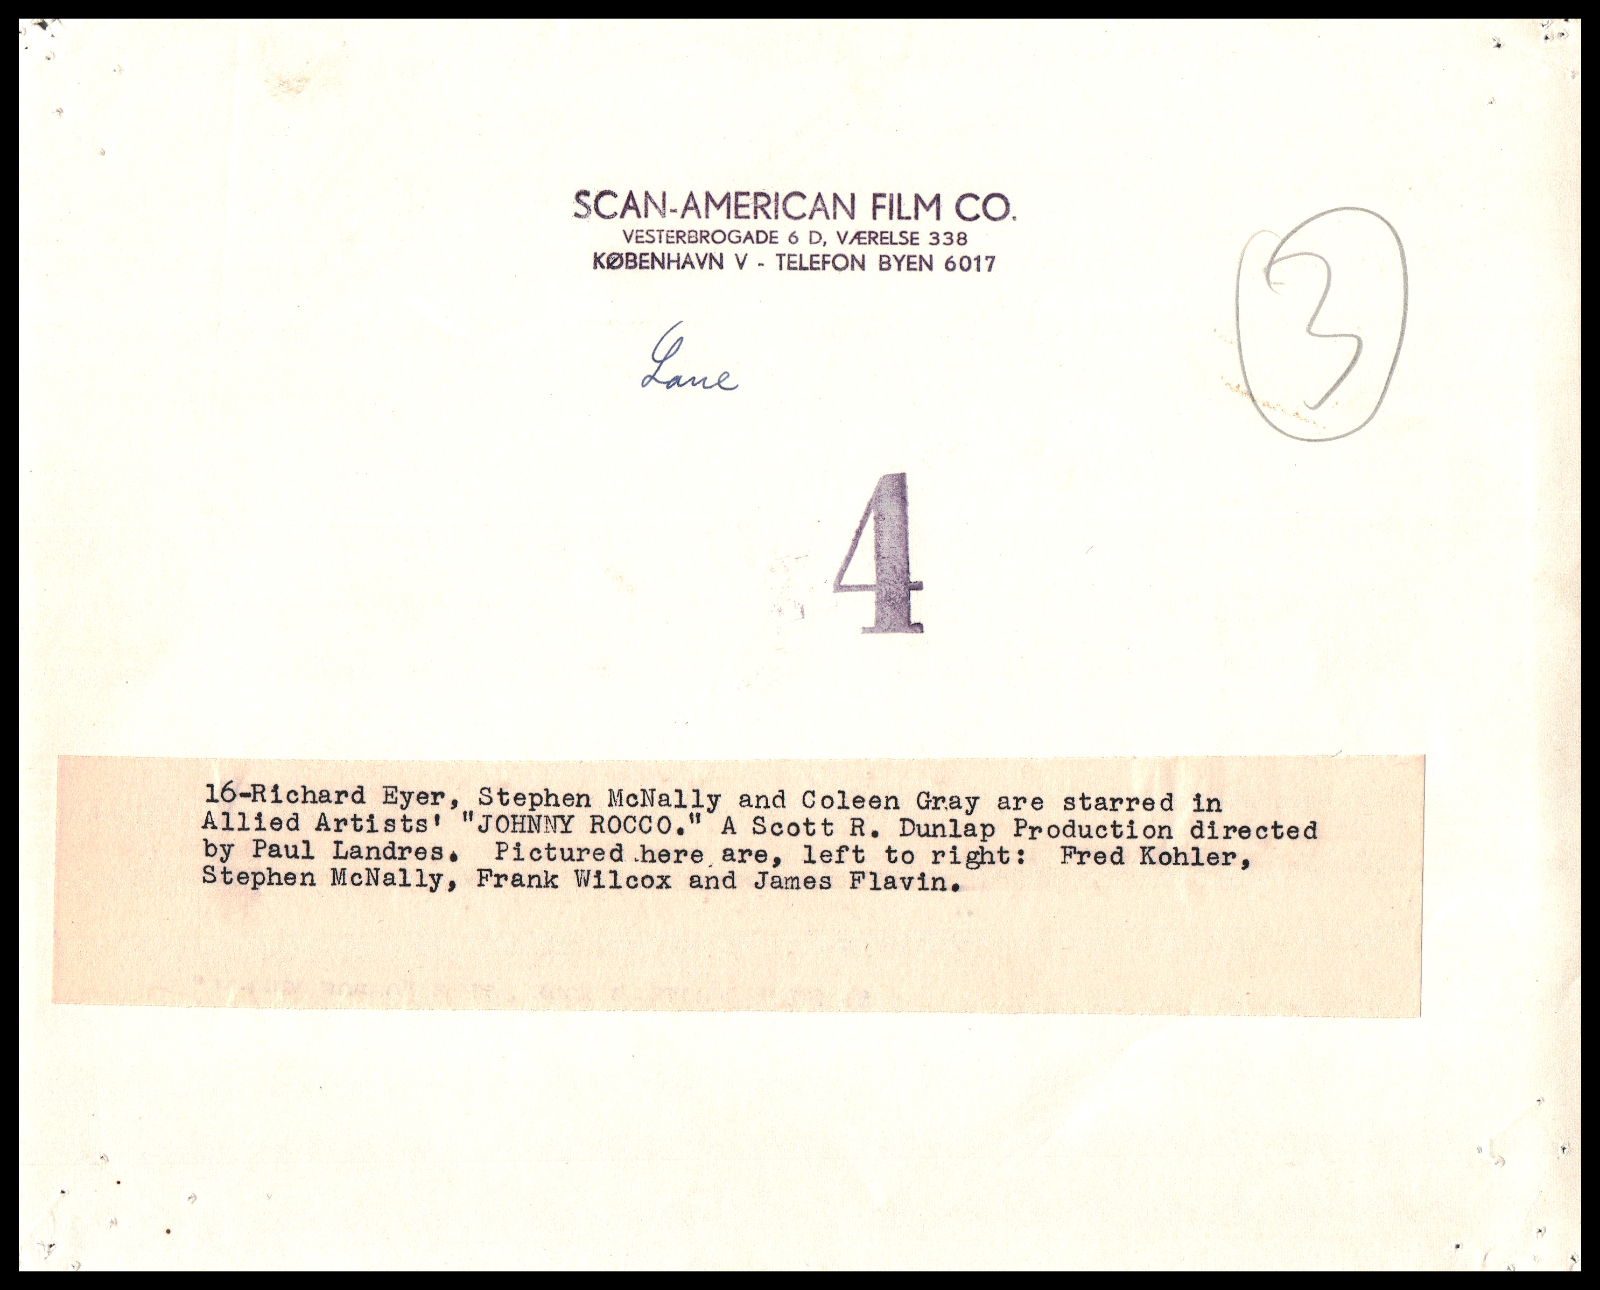 SCAN-AMERICAN FILM CO.
VESTERBROGADE 6 D, VÆRELSE 338
KØBENHAVN V - TELEFON BYEN 6017
3
4
16-Richard Eyer, Stephen McNally and Coleen Gray are starred in
Allied Artists' "JOHNNY ROCCO." A Scott R. Dunlap Production directed
by Paul Landres. Pictured here are, left to right: Fred Kohler,
Stephen McNally, Frank Wilcox and James Flavin.